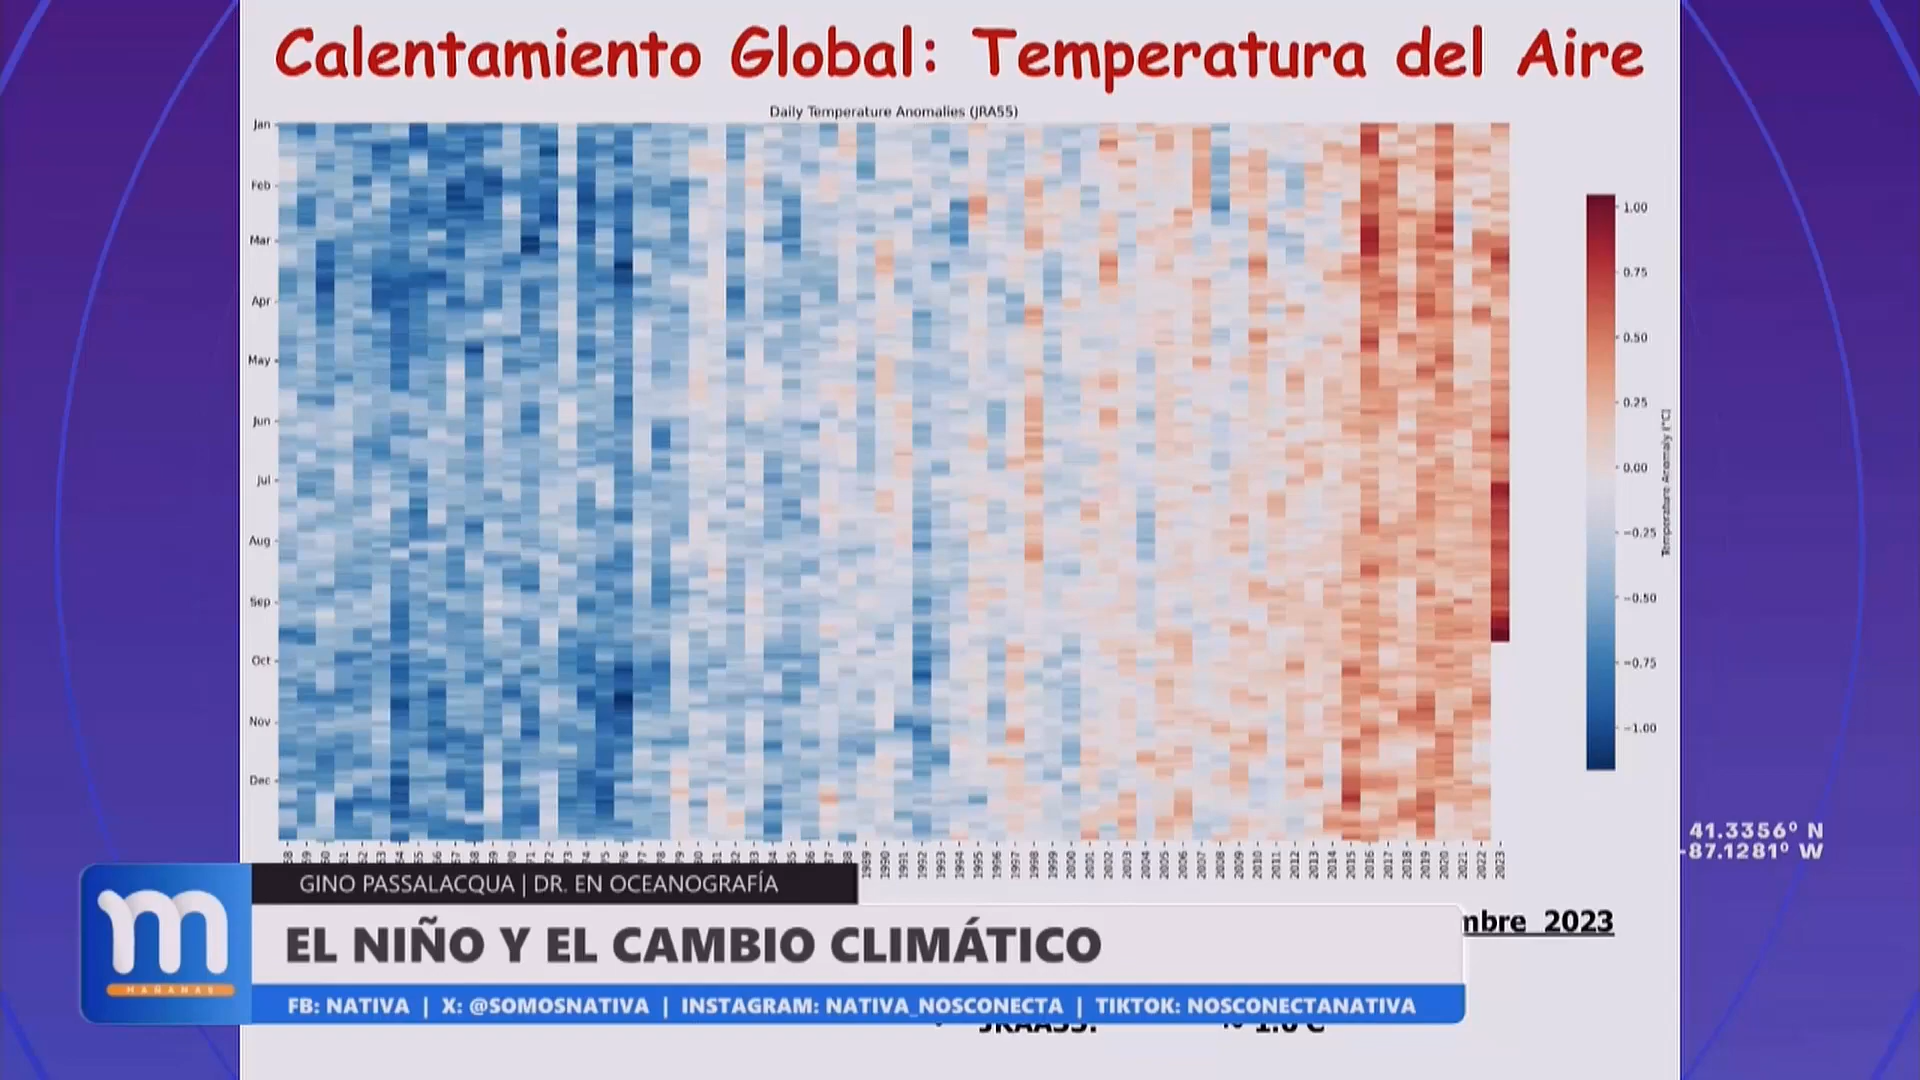 Calentamiento Global: Temperatura del Aire
Daily Temperature Anomalies (JRA55)
Jan
Feb
Mar
Apr
May
Jun
Jul
Aug
Sep
Oct
Nov
Dec
1.00
0.75
0.50
0.25
0.00
−0.25
−0.50
−0.75
−1.00
Temperature Anomaly (°C)
1989 1990 1991 1992 1993 1994 1995 1996 1997 1998 1999 2000 2001 2002 2003 2004 2005 2006 2007 2008 2009 2010 2011 2012 2013 2014 2015 2016 2017 2018 2019 2020 2021 2022 2023
41.3356º N
-87.1281º W
GINO PASSALACQUA | DR. EN OCEANOGRAFÍA
mbre 2023
m
MAÑANAS
EL NIÑO Y EL CAMBIO CLIMÁTICO
FB: NATIVA | X: @SOMOSNATIVA | INSTAGRAM: NATIVA_NOSCONECTA | TIKTOK: NOSCONECTANATIVA